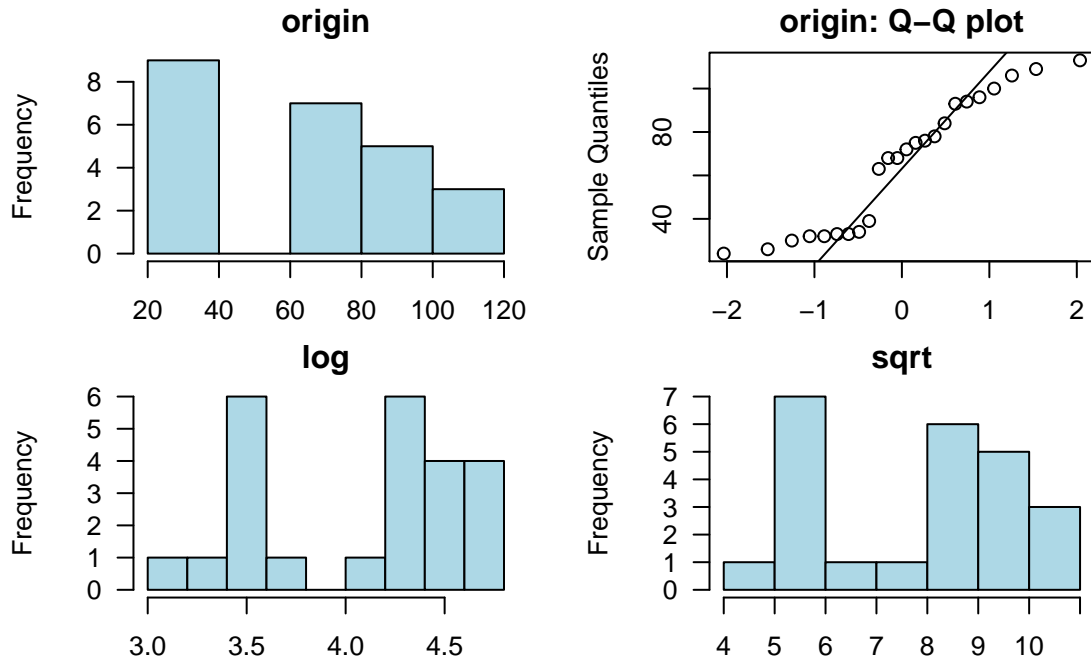 origin
Frequency
0 2 4 6 8
20 40 60 80 100 120
origin: Q−Q plot
Sample Quantiles
40 80
−2 −1 0 1 2
log
Frequency
0 1 2 3 4 5 6
3.0 3.5 4.0 4.5
sqrt
Frequency
0 1 2 3 4 5 6 7
4 5 6 7 8 9 10